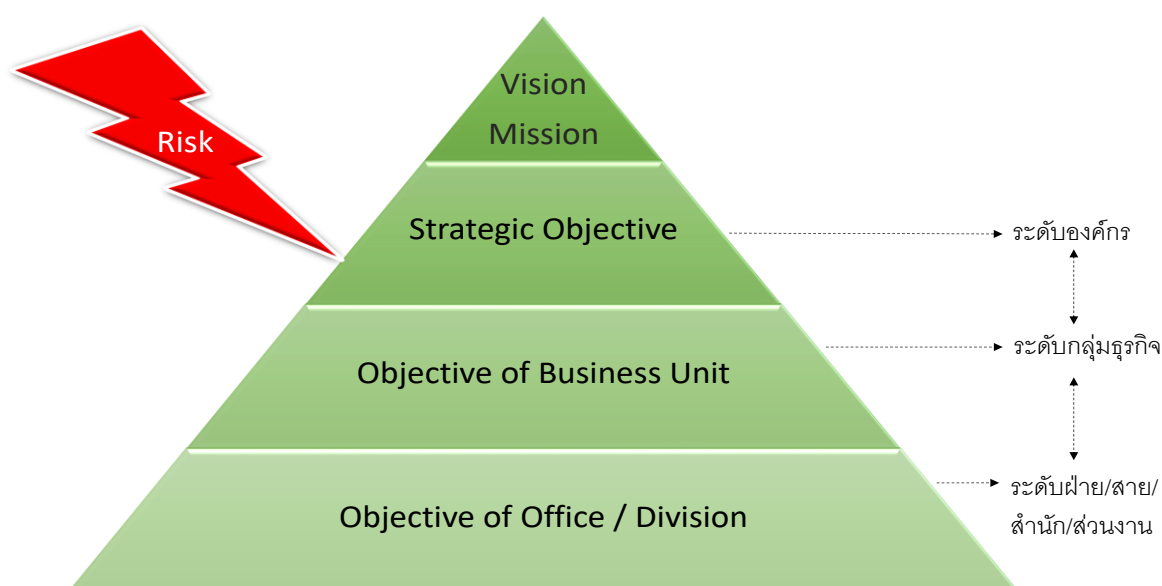 Vision
Mission
Risk
Strategic Objective
ระดับองค์กร
Objective of Business Unit
ระดับกลุ่มธุรกิจ
Objective of Office / Division
ระดับฝ่าย/สาย/
สำนัก/ส่วนงาน